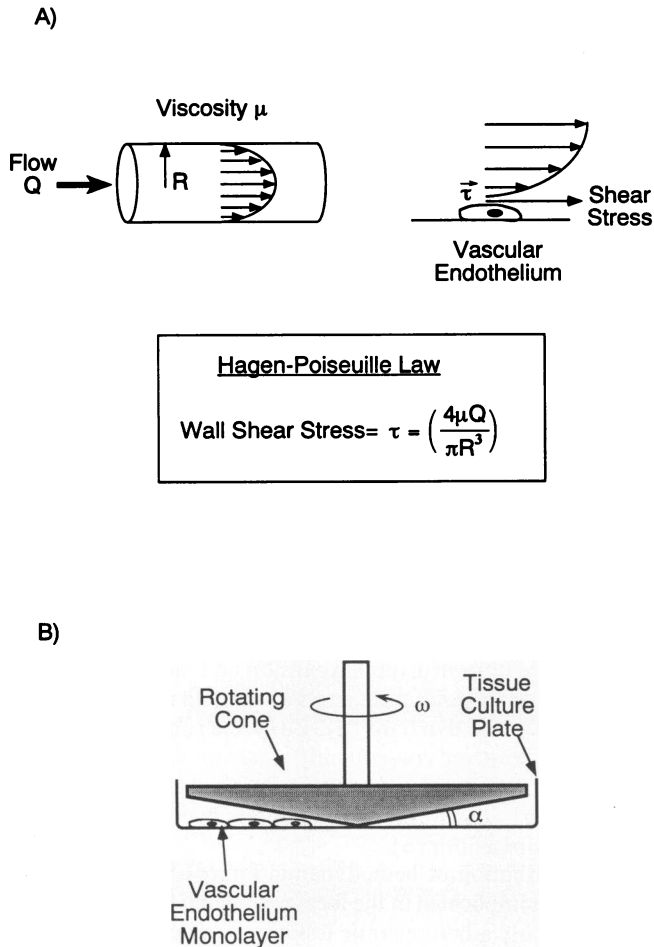 A)
Viscosity μ
Flow
Q
R
τ
Shear
Stress
Vascular
Endothelium
Hagen-Poiseuille Law
Wall Shear Stress= τ = (4μQ/πR³)
B)
Rotating
Cone
ω
Tissue
Culture
Plate
α
Vascular
Endothelium
Monolayer